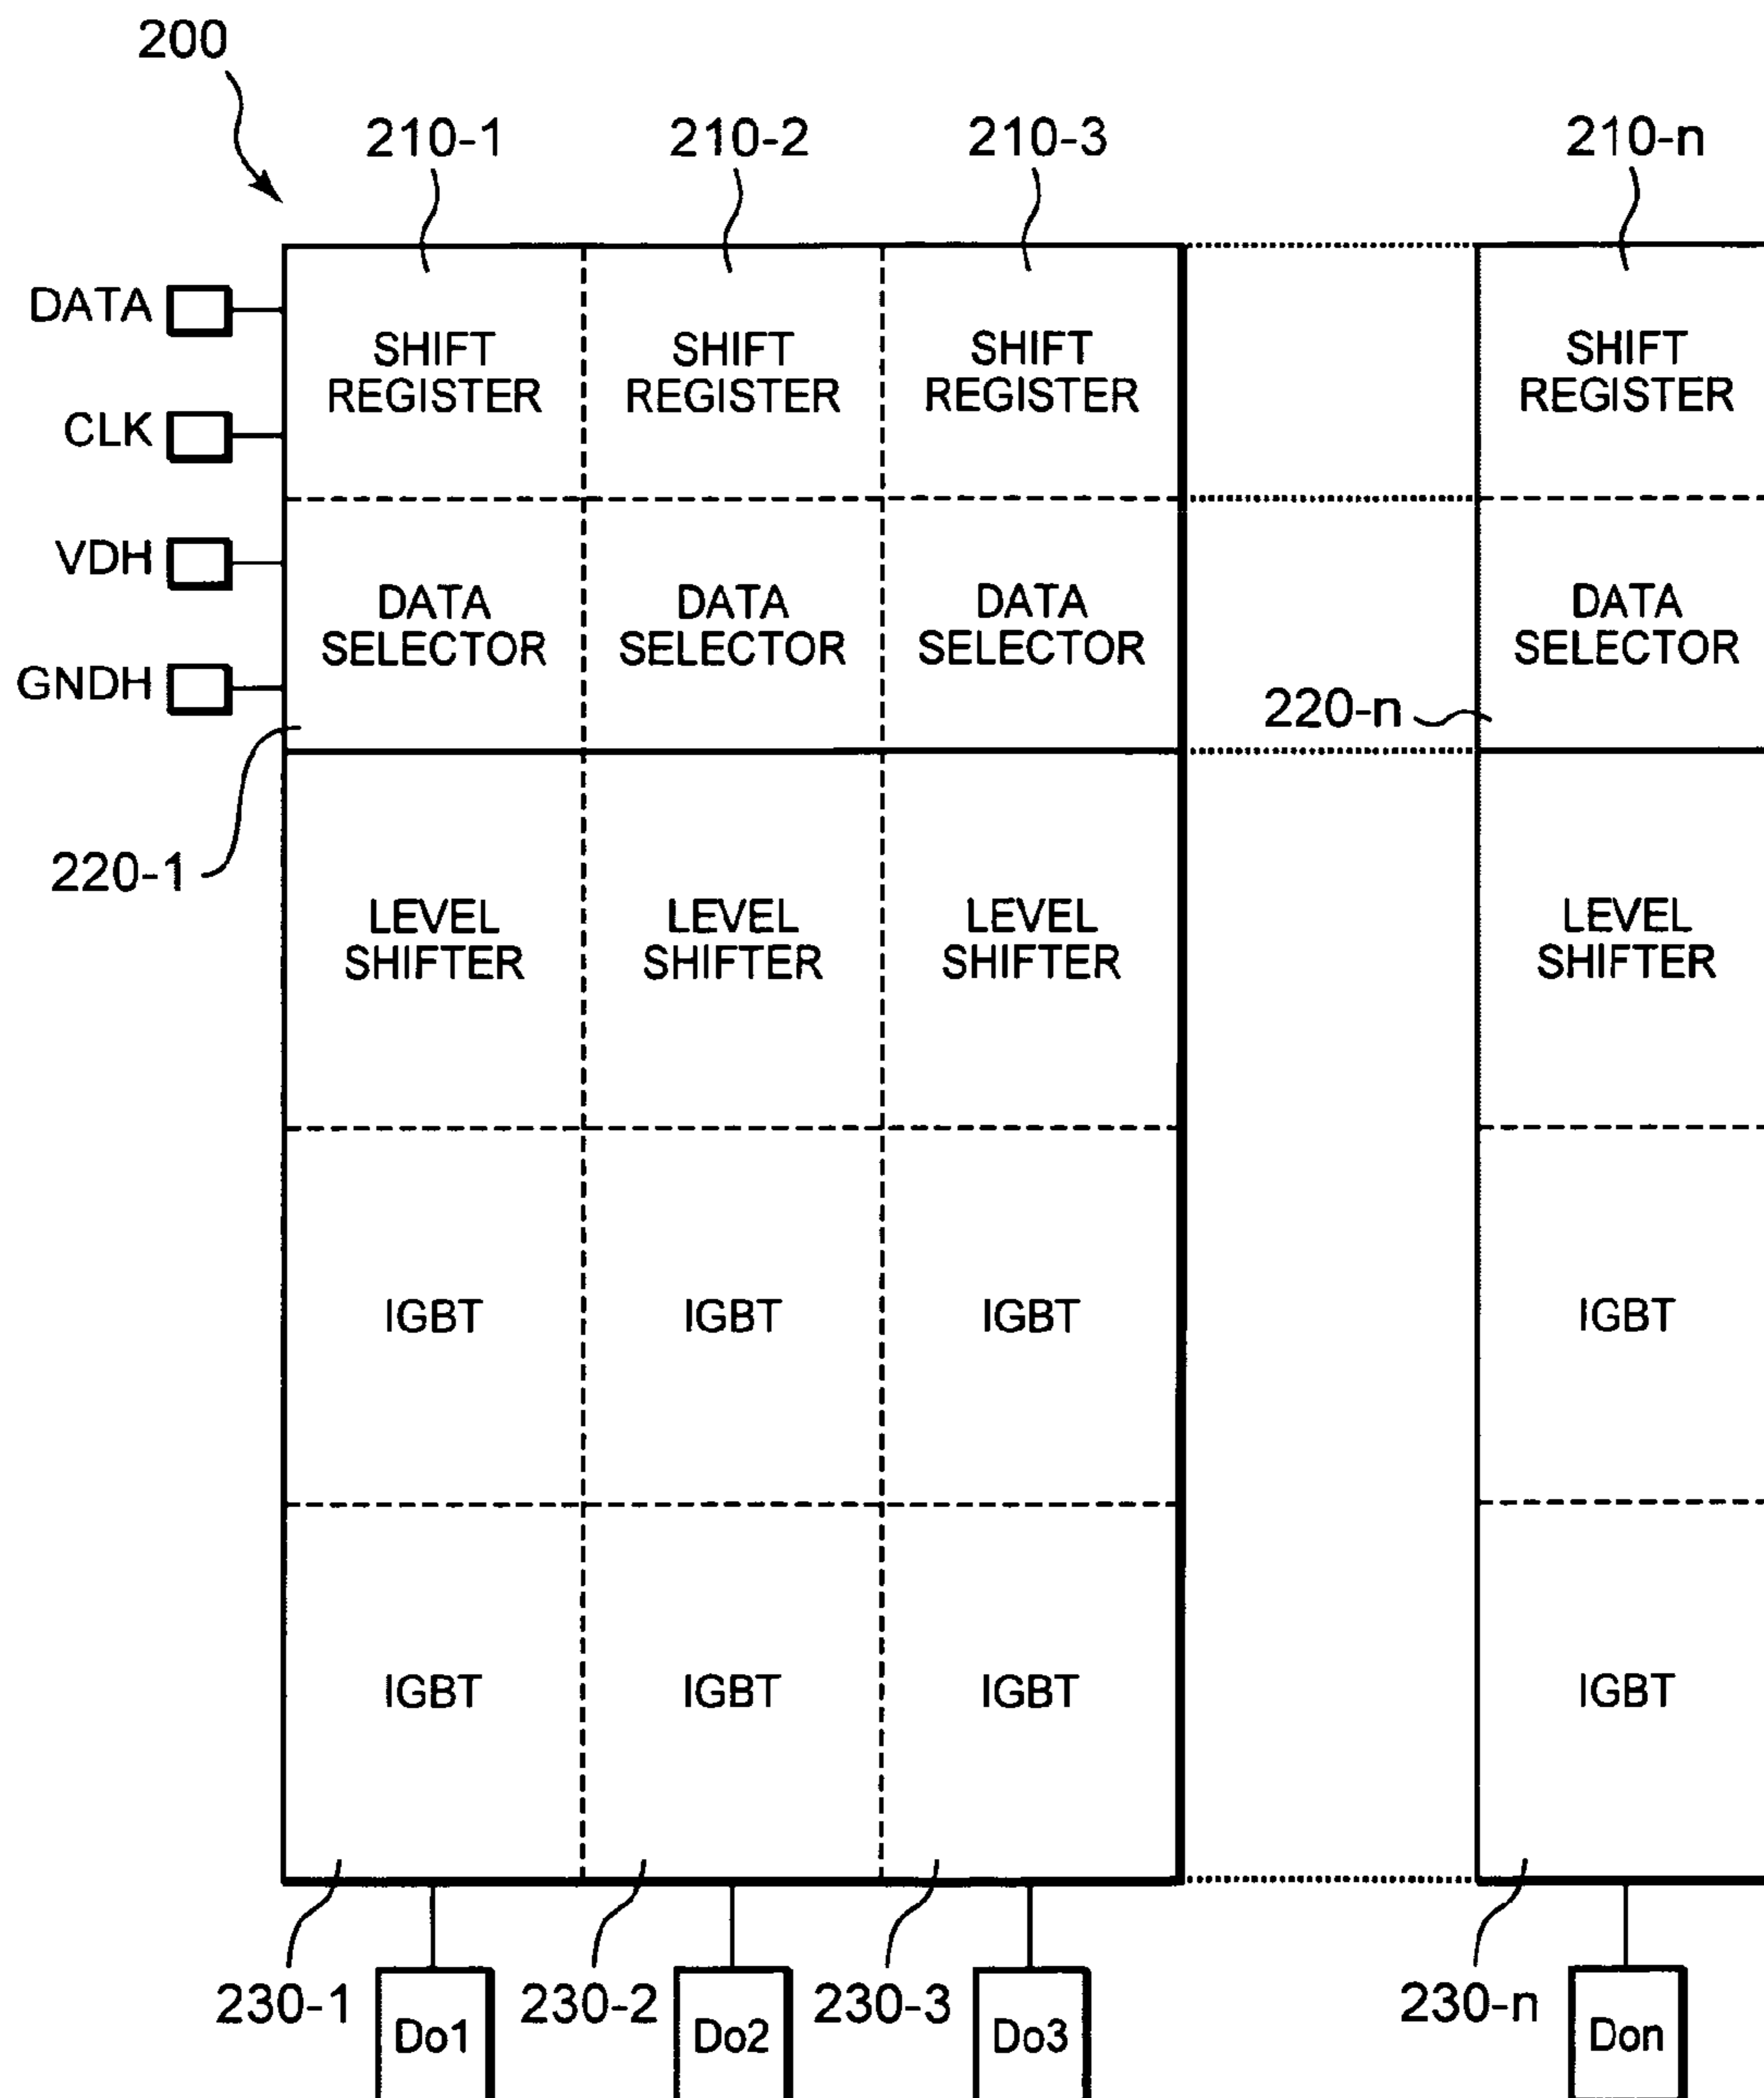 200
210-1 210-2 210-3 210-n
DATA
CLK
VDH
GNDH
SHIFT REGISTER SHIFT REGISTER SHIFT REGISTER SHIFT REGISTER
DATA SELECTOR DATA SELECTOR DATA SELECTOR DATA SELECTOR
220-n
220-1
LEVEL SHIFTER LEVEL SHIFTER LEVEL SHIFTER LEVEL SHIFTER
IGBT IGBT IGBT IGBT
IGBT IGBT IGBT IGBT
230-1 230-2 230-3 230-n
Do1 Do2 Do3 Don